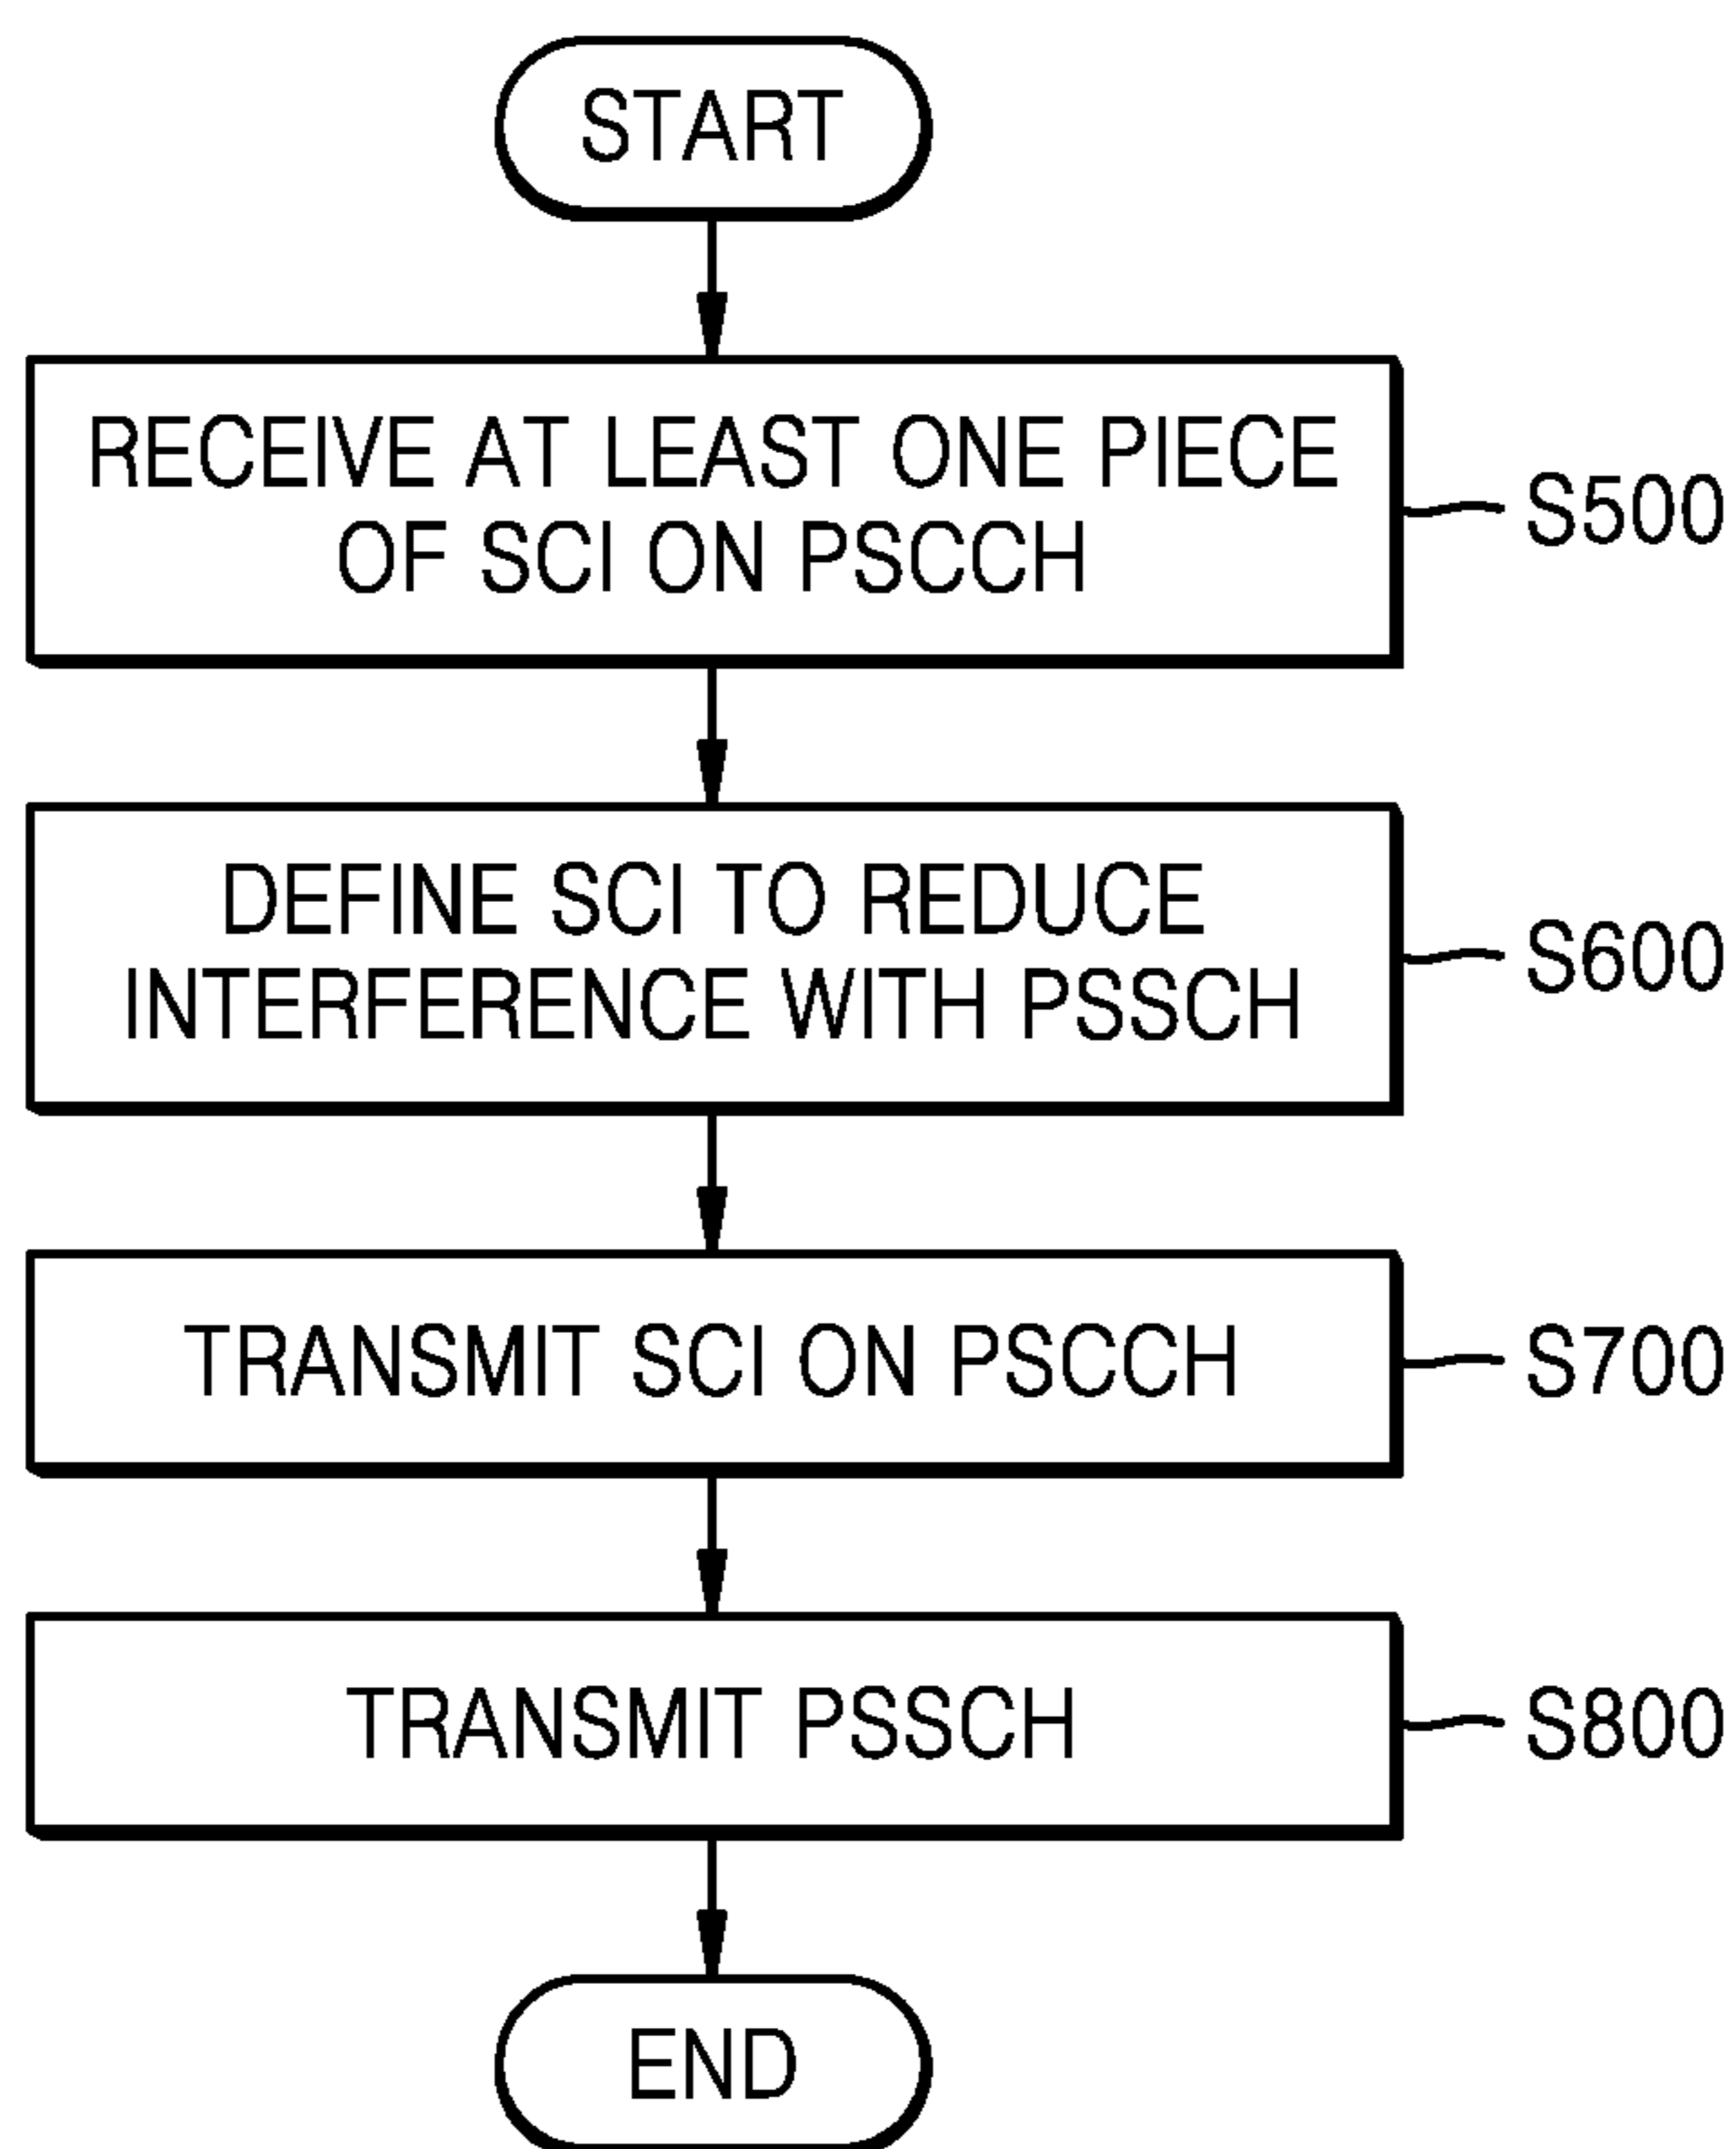 START
RECEIVE AT LEAST ONE PIECE
OF SCI ON PSCCH
S500
DEFINE SCI TO REDUCE
INTERFERENCE WITH PSSCH
S600
TRANSMIT SCI ON PSCCH
S700
TRANSMIT PSSCH
S800
END